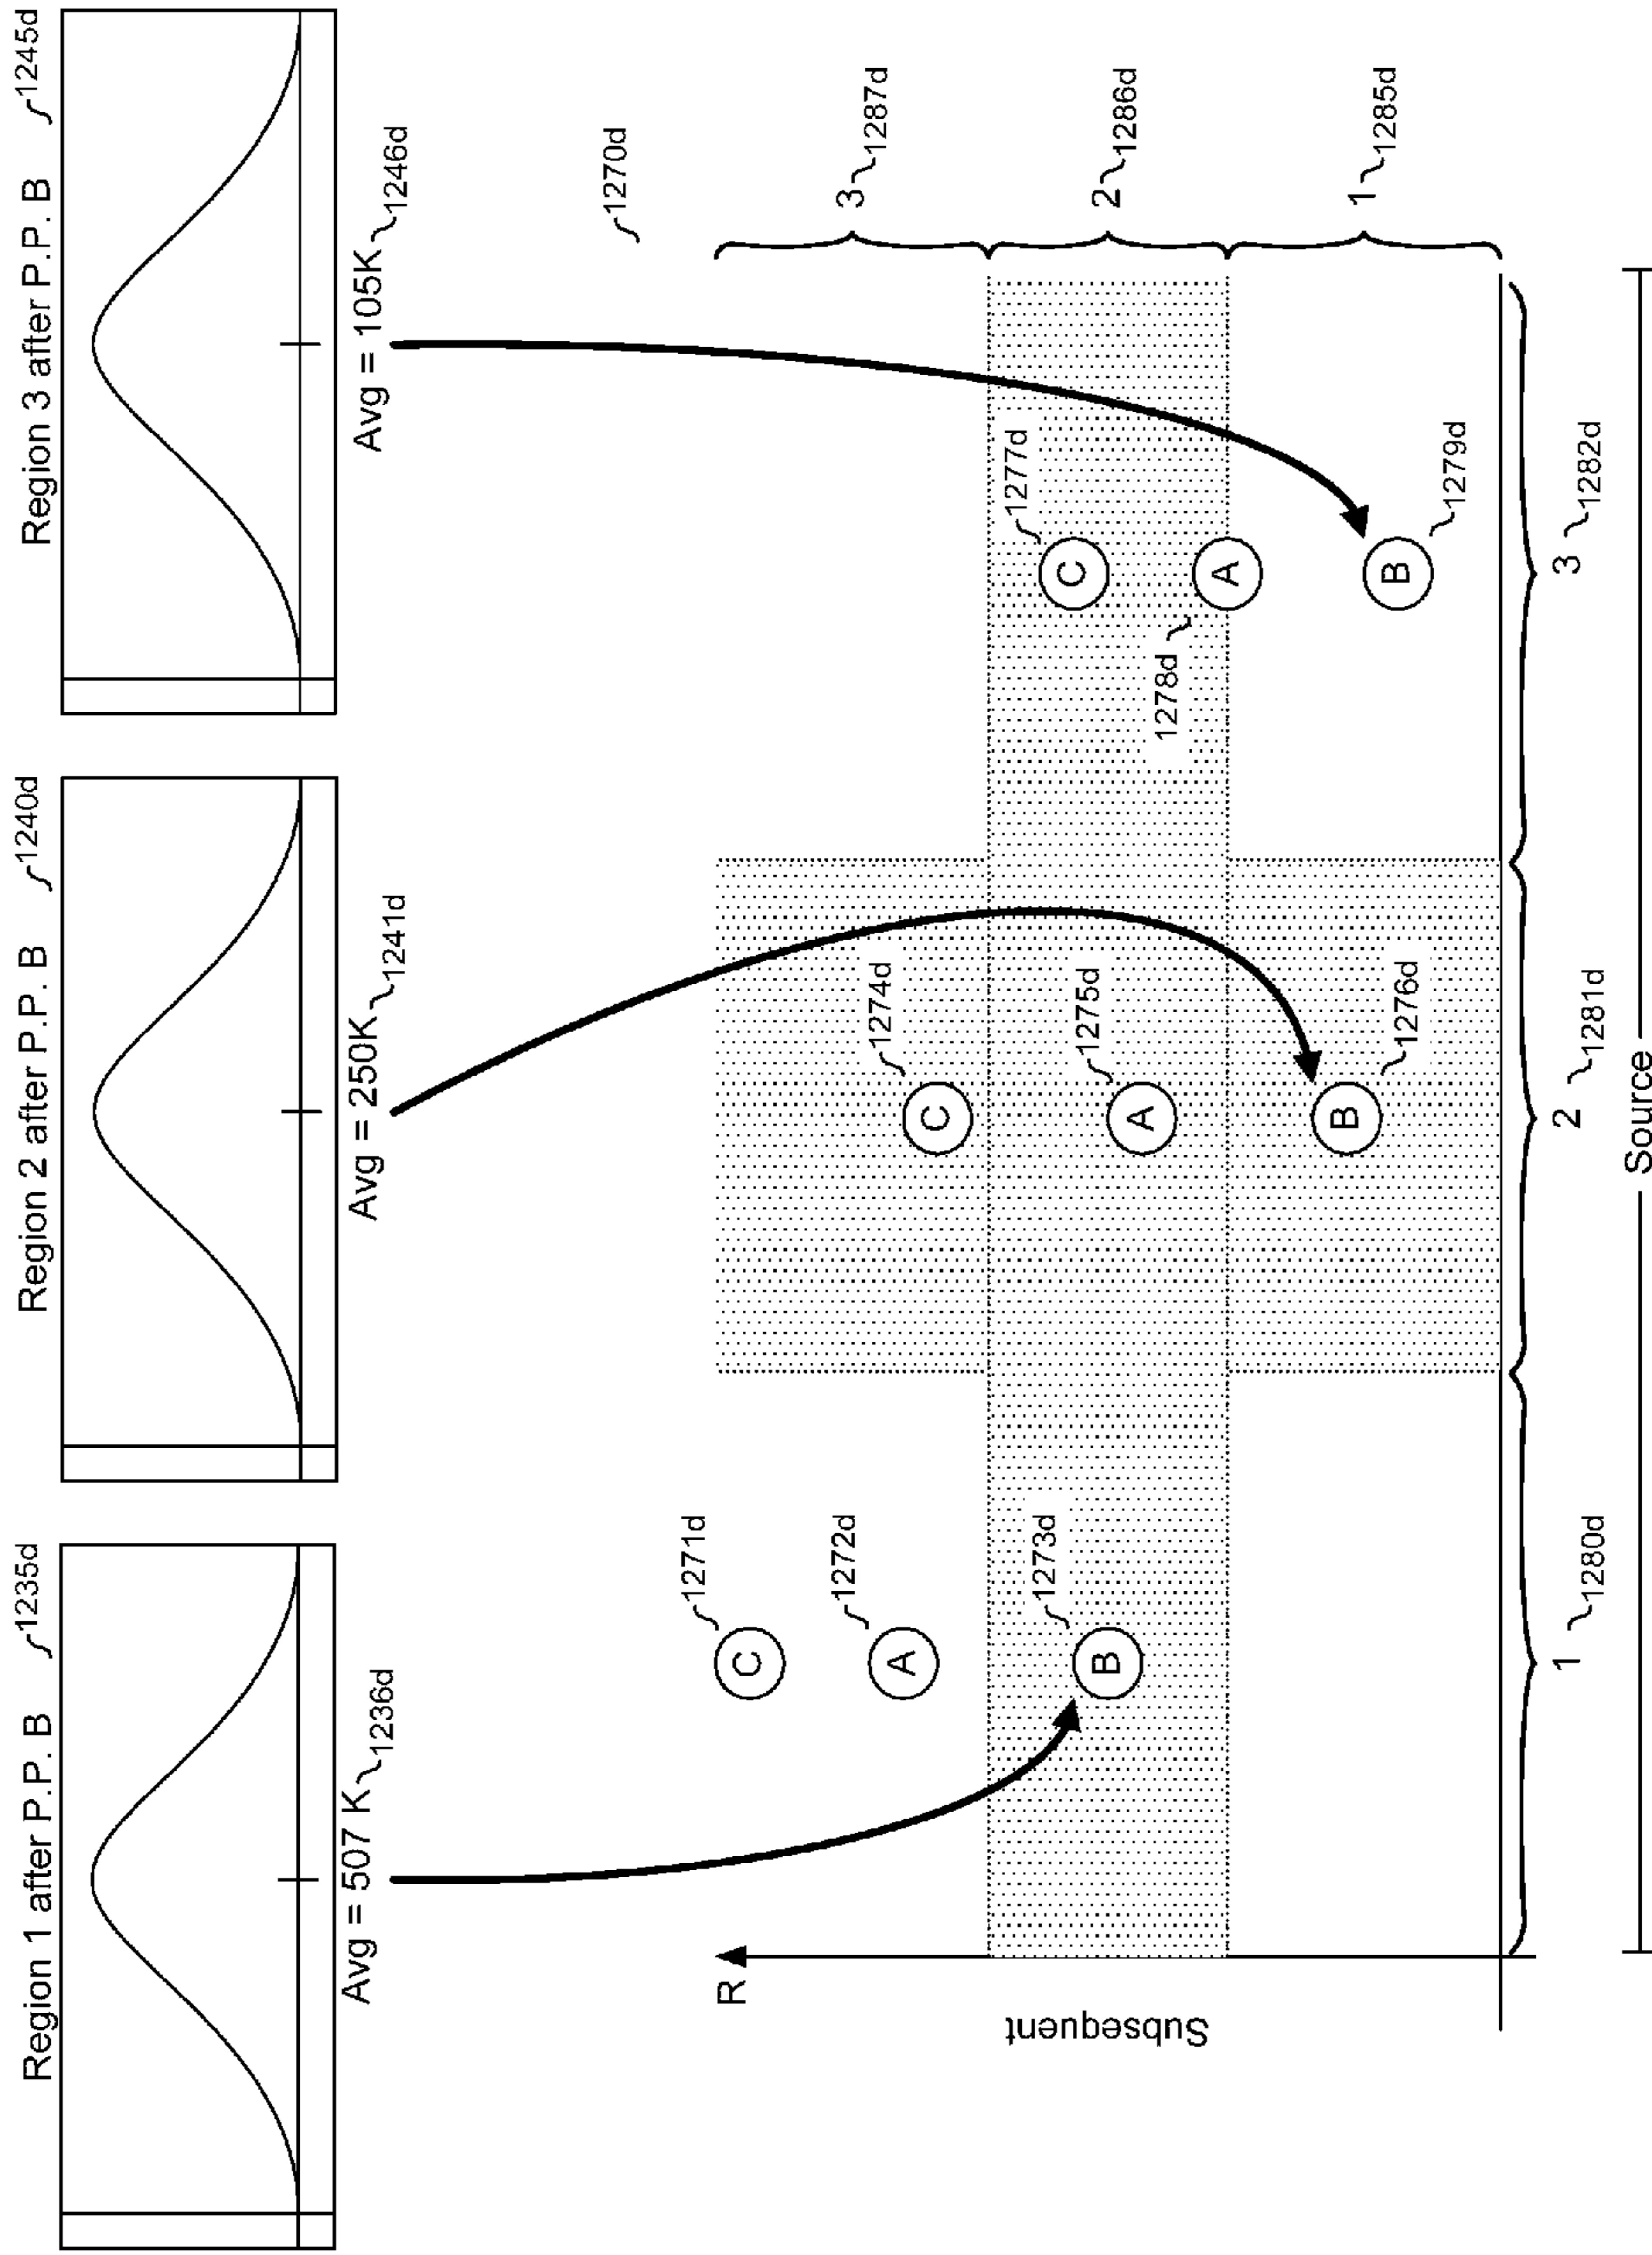 Region 1 after P.P. B 1235d
Region 2 after P.P. B 1240d
Region 3 after P.P. B 1245d
Avg = 507 K 1236d
Avg = 250K 1241d
Avg = 105K 1246d
1270d
R
Subsequent
C 1271d
A 1272d
B 1273d
C 1274d
A 1275d
B 1276d
C 1277d
A 1278d
B 1279d
3 1287d
2 1286d
1 1285d
1 1280d
2 1281d
3 1282d
Source